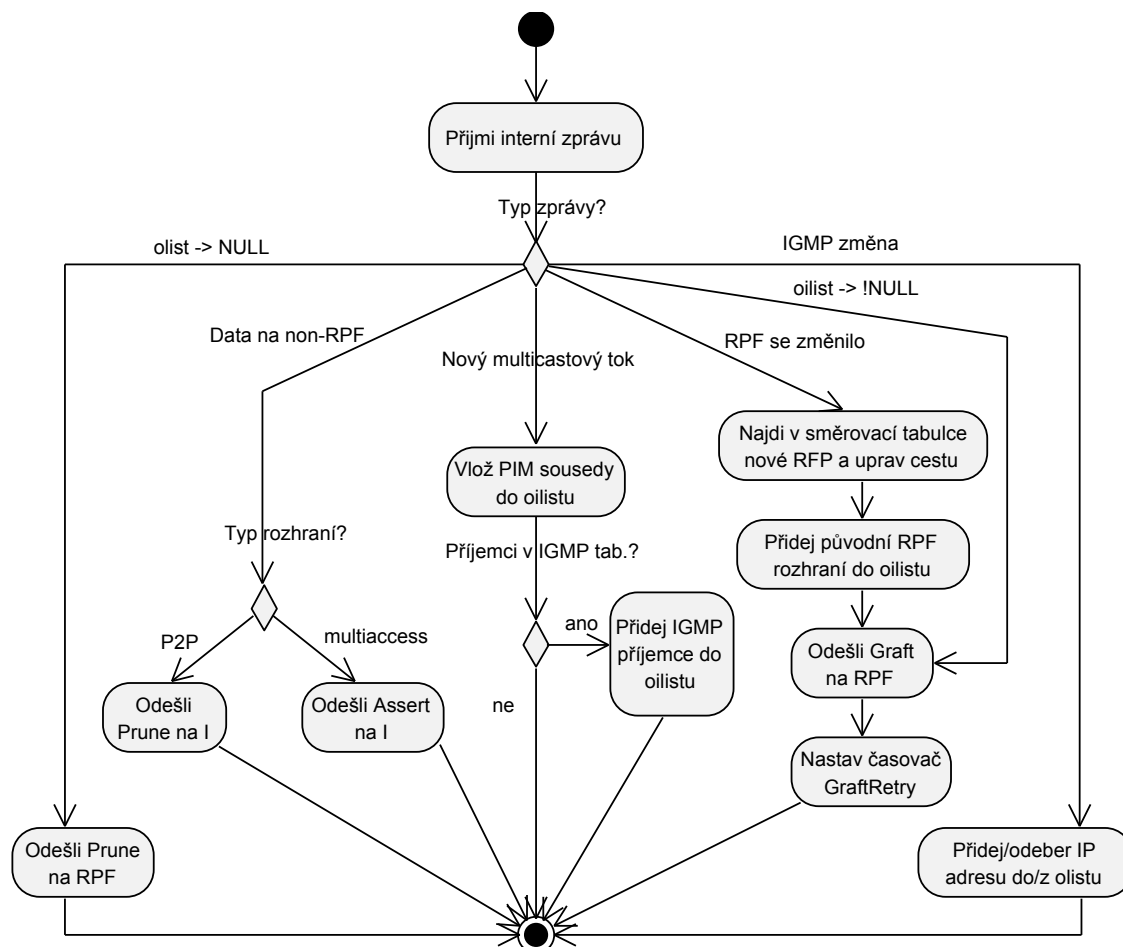 Přijmi interní zprávu
Typ zprávy?
olist -> NULL
IGMP změna
oilist -> !NULL
Data na non-RPF
RPF se změnilo
Nový multicastový tok
Najdi v směrovací tabulce
nové RFP a uprav cestu
Vlož PIM sousedy
do oilistu
Typ rozhraní?
Příjemci v IGMP tab.?
Přidej původní RPF
rozhraní do oilistu
P2P
multiaccess
ano
Přidej IGMP
příjemce do
oilistu
Odešli Graft
na RPF
Odešli
Prune na I
Odešli Assert
na I
ne
Nastav časovač
GraftRetry
Odešli Prune
na RPF
Přidej/odeber IP
adresu do/z olistu